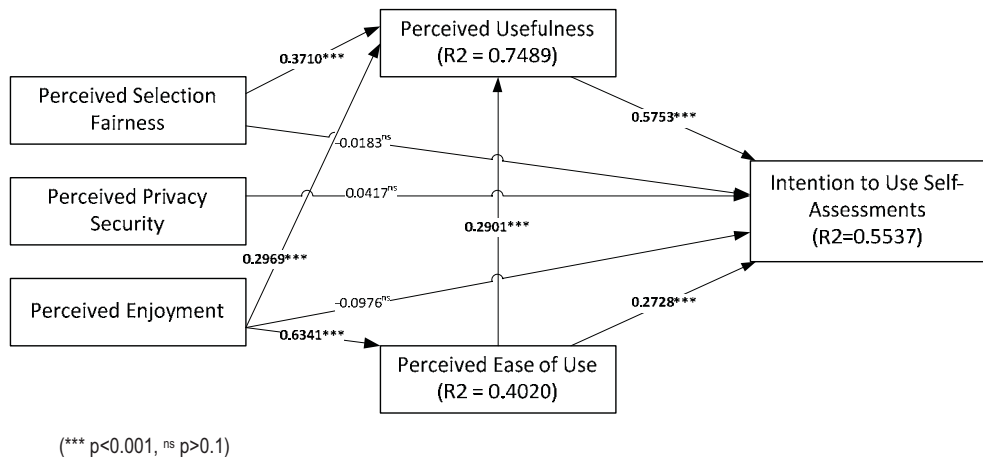 Perceived Usefulness
(R2 = 0.7489)
0.3710***
Perceived Selection
Fairness
0.5753***
-0.0183ns
Perceived Privacy
Security
0.0417ns
Intention to Use Self-
Assessments
(R2=0.5537)
0.2901***
0.2969***
Perceived Enjoyment
-0.0976ns
0.2728***
0.6341***
Perceived Ease of Use
(R2 = 0.4020)
(*** p<0.001, ns p>0.1)